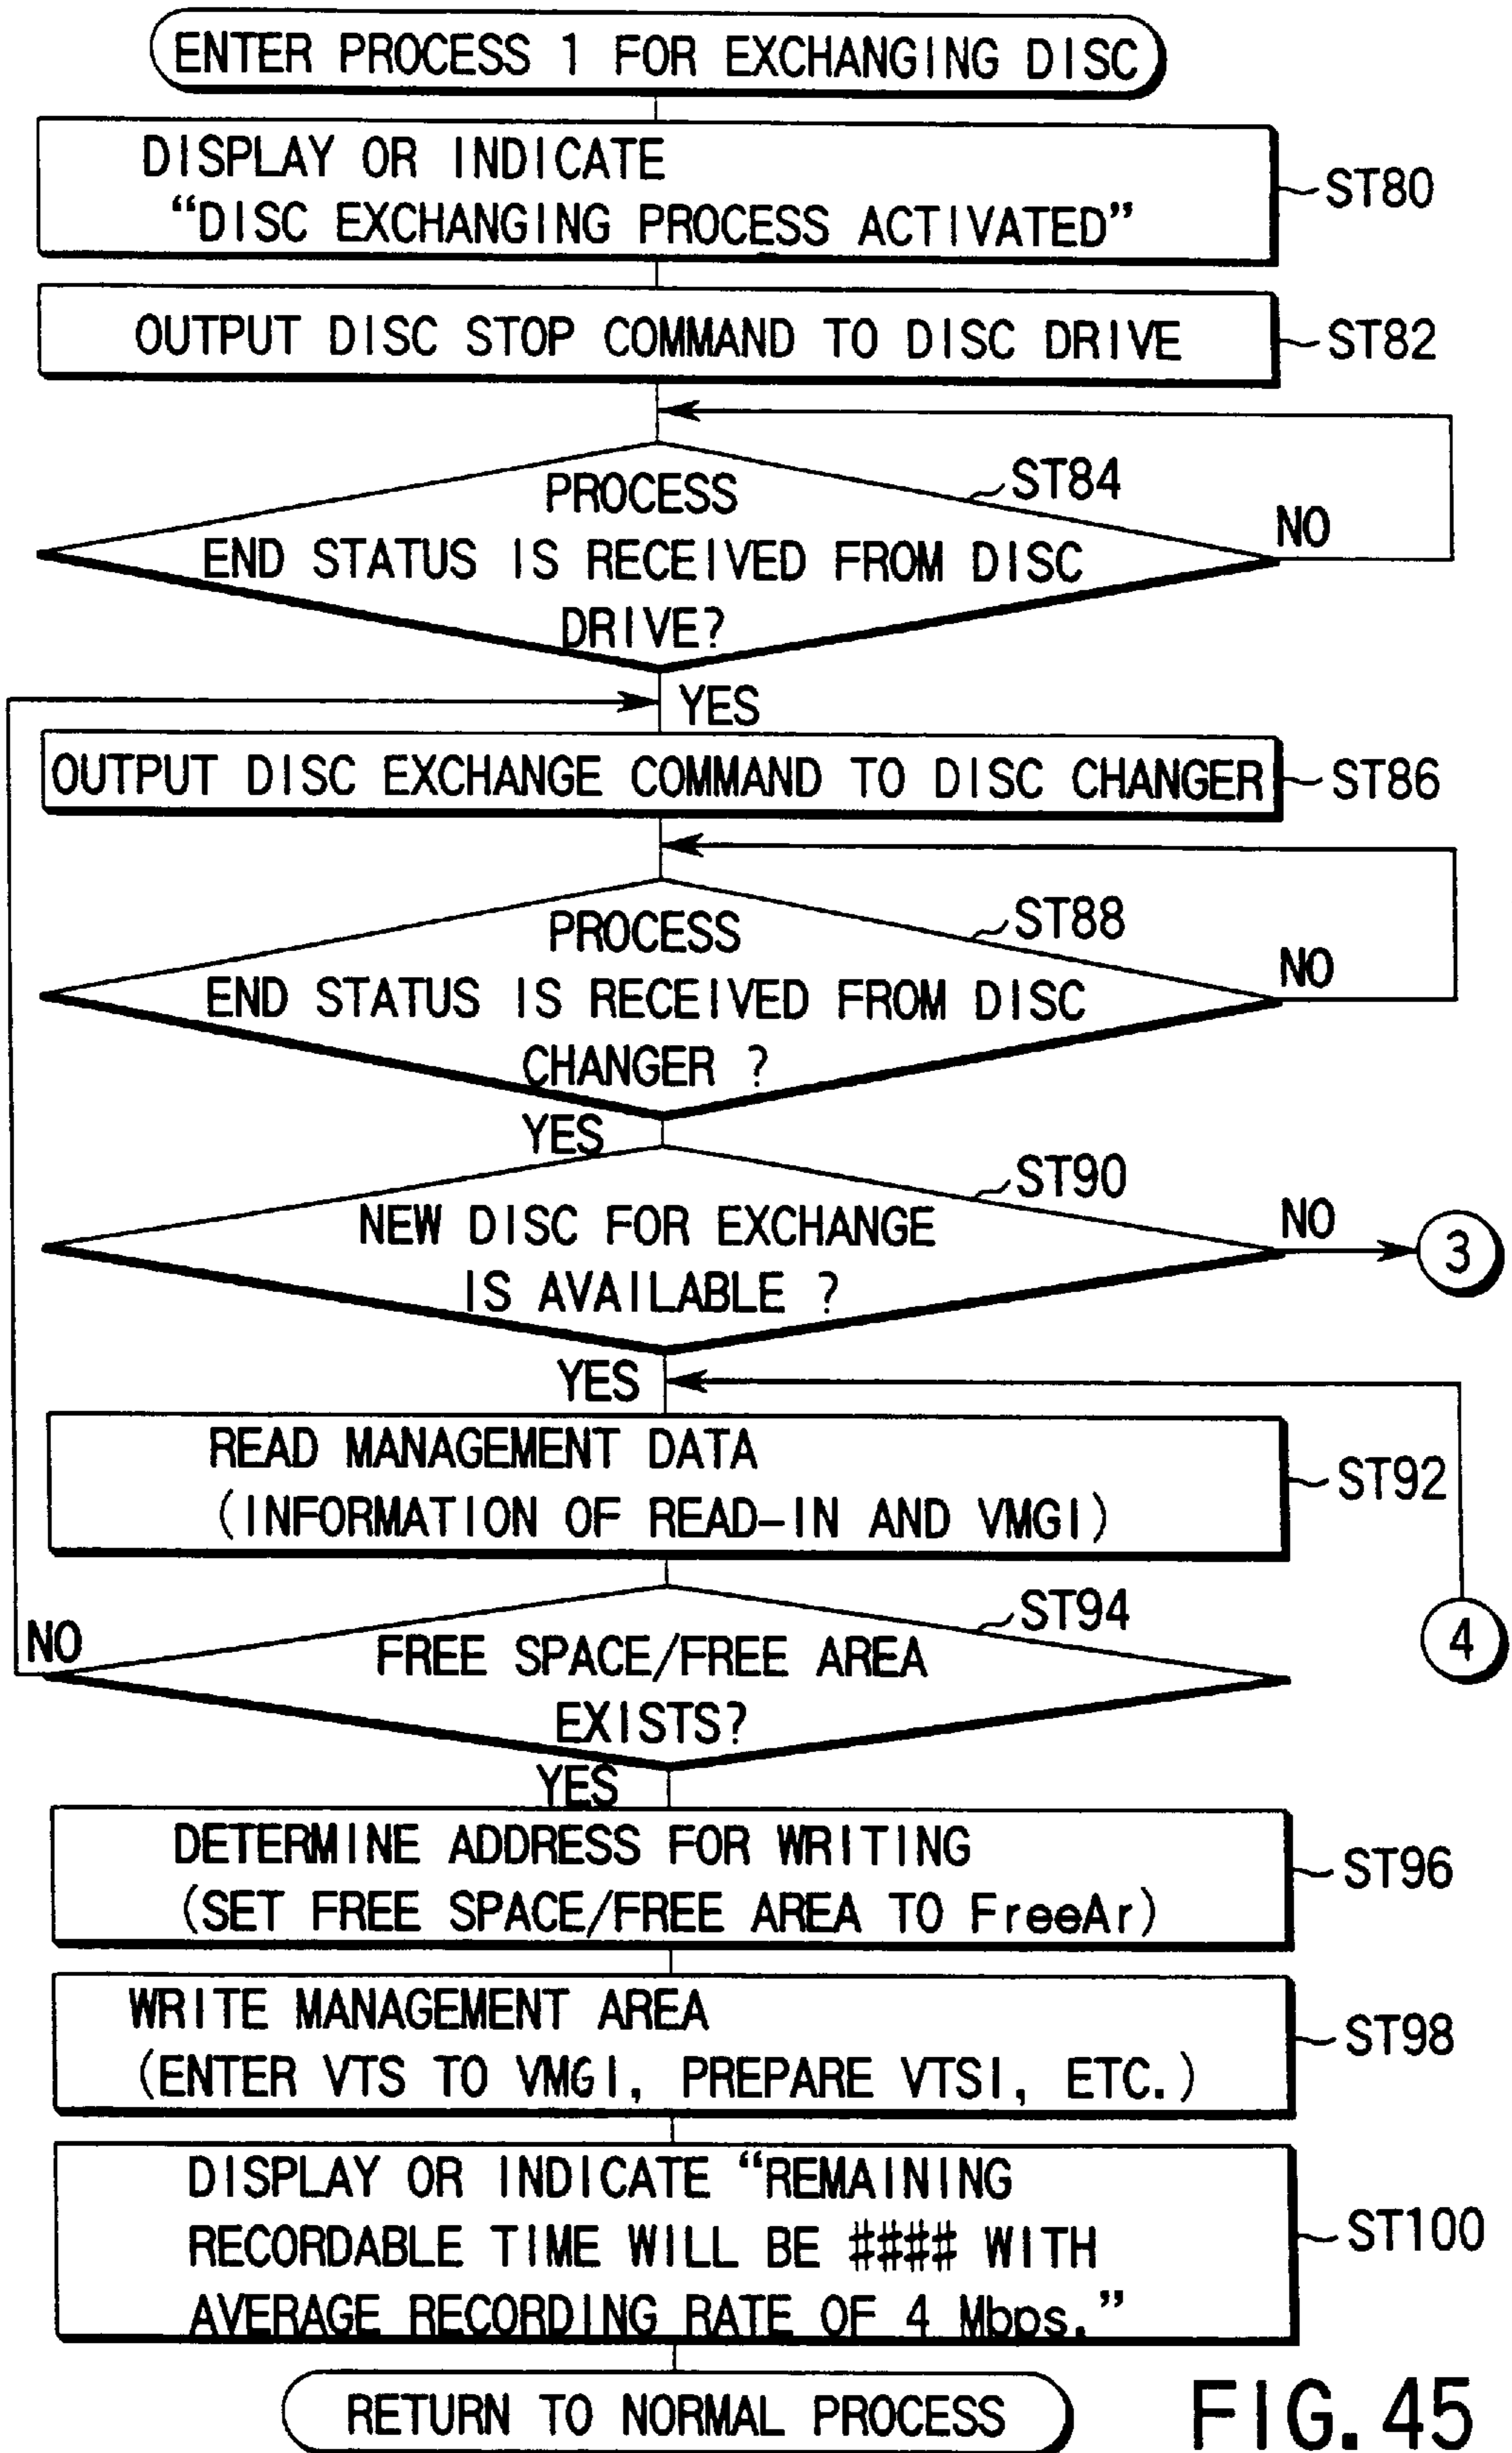 ENTER PROCESS 1 FOR EXCHANGING DISC
DISPLAY OR INDICATE
“DISC EXCHANGING PROCESS ACTIVATED”
ST80
OUTPUT DISC STOP COMMAND TO DISC DRIVE
ST82
ST84
PROCESS
END STATUS IS RECEIVED FROM DISC
DRIVE?
NO
YES
OUTPUT DISC EXCHANGE COMMAND TO DISC CHANGER
ST86
ST88
PROCESS
END STATUS IS RECEIVED FROM DISC
CHANGER ?
NO
YES
ST90
NEW DISC FOR EXCHANGE
IS AVAILABLE ?
NO
3
YES
READ MANAGEMENT DATA
(INFORMATION OF READ-IN AND VMGI)
ST92
ST94
FREE SPACE/FREE AREA
EXISTS?
NO
4
YES
DETERMINE ADDRESS FOR WRITING
(SET FREE SPACE/FREE AREA TO FreeAr)
ST96
WRITE MANAGEMENT AREA
(ENTER VTS TO VMGI, PREPARE VTSI, ETC.)
ST98
DISPLAY OR INDICATE “REMAINING
RECORDABLE TIME WILL BE #### WITH
AVERAGE RECORDING RATE OF 4 Mbps.”
ST100
RETURN TO NORMAL PROCESS
FIG. 45